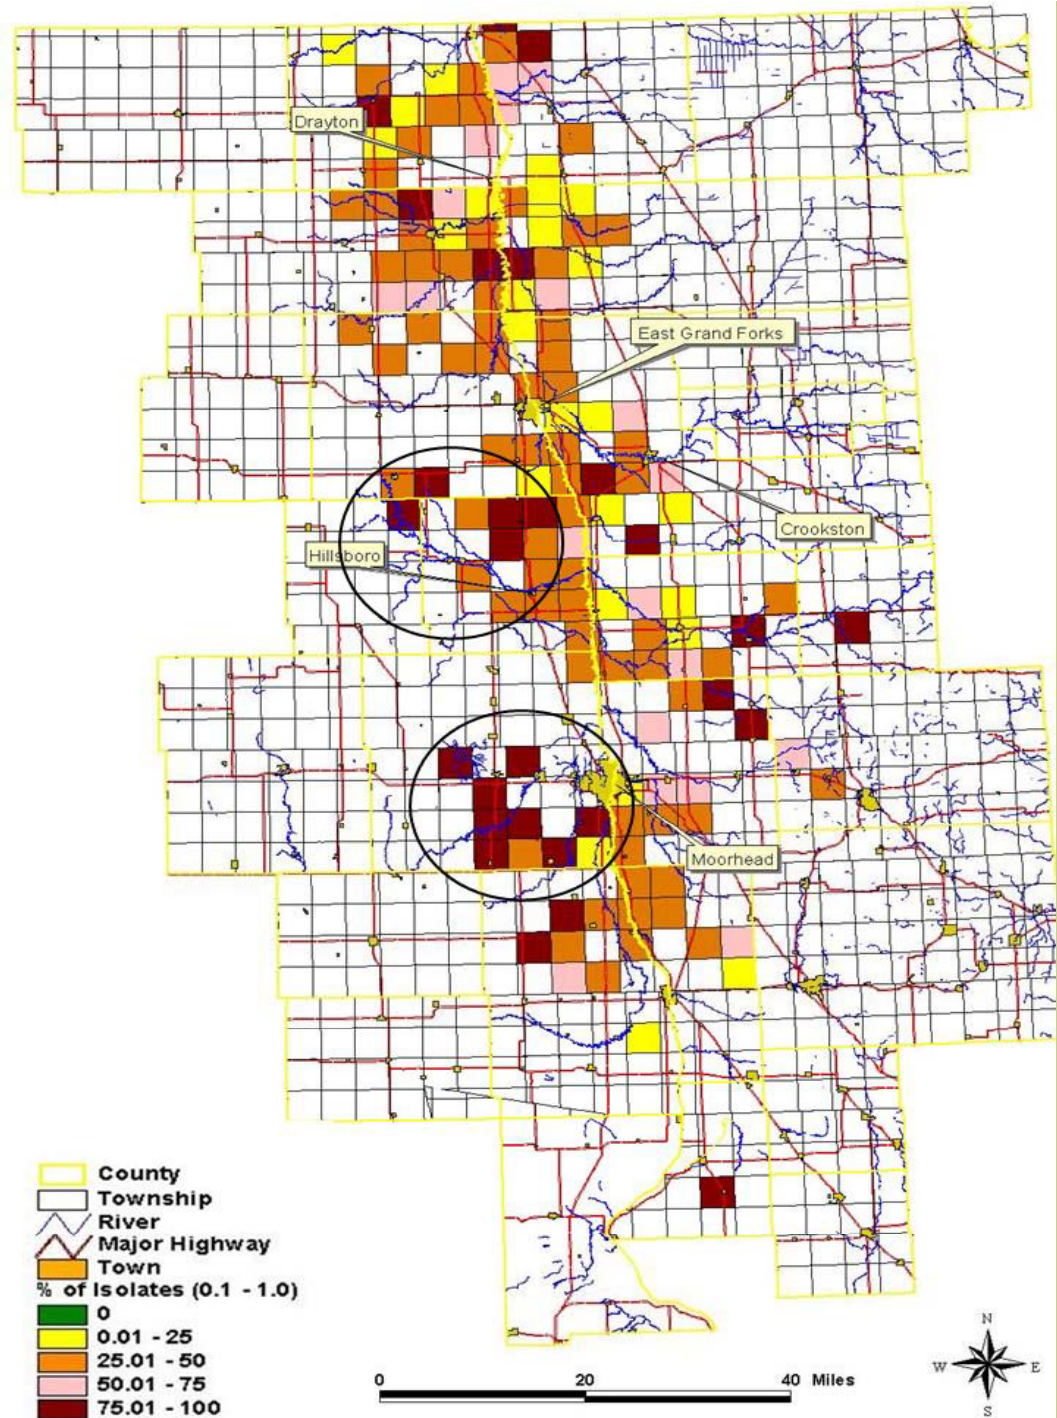 Drayton
East Grand Forks
Crookston
Hillsboro
Moorhead
County
Township
River
Major Highway
Town
% of Isolates (0.1 - 1.0)
0
0.01 - 25
25.01 - 50
50.01 - 75
75.01 - 100
0 20 40 Miles
N
W E
S